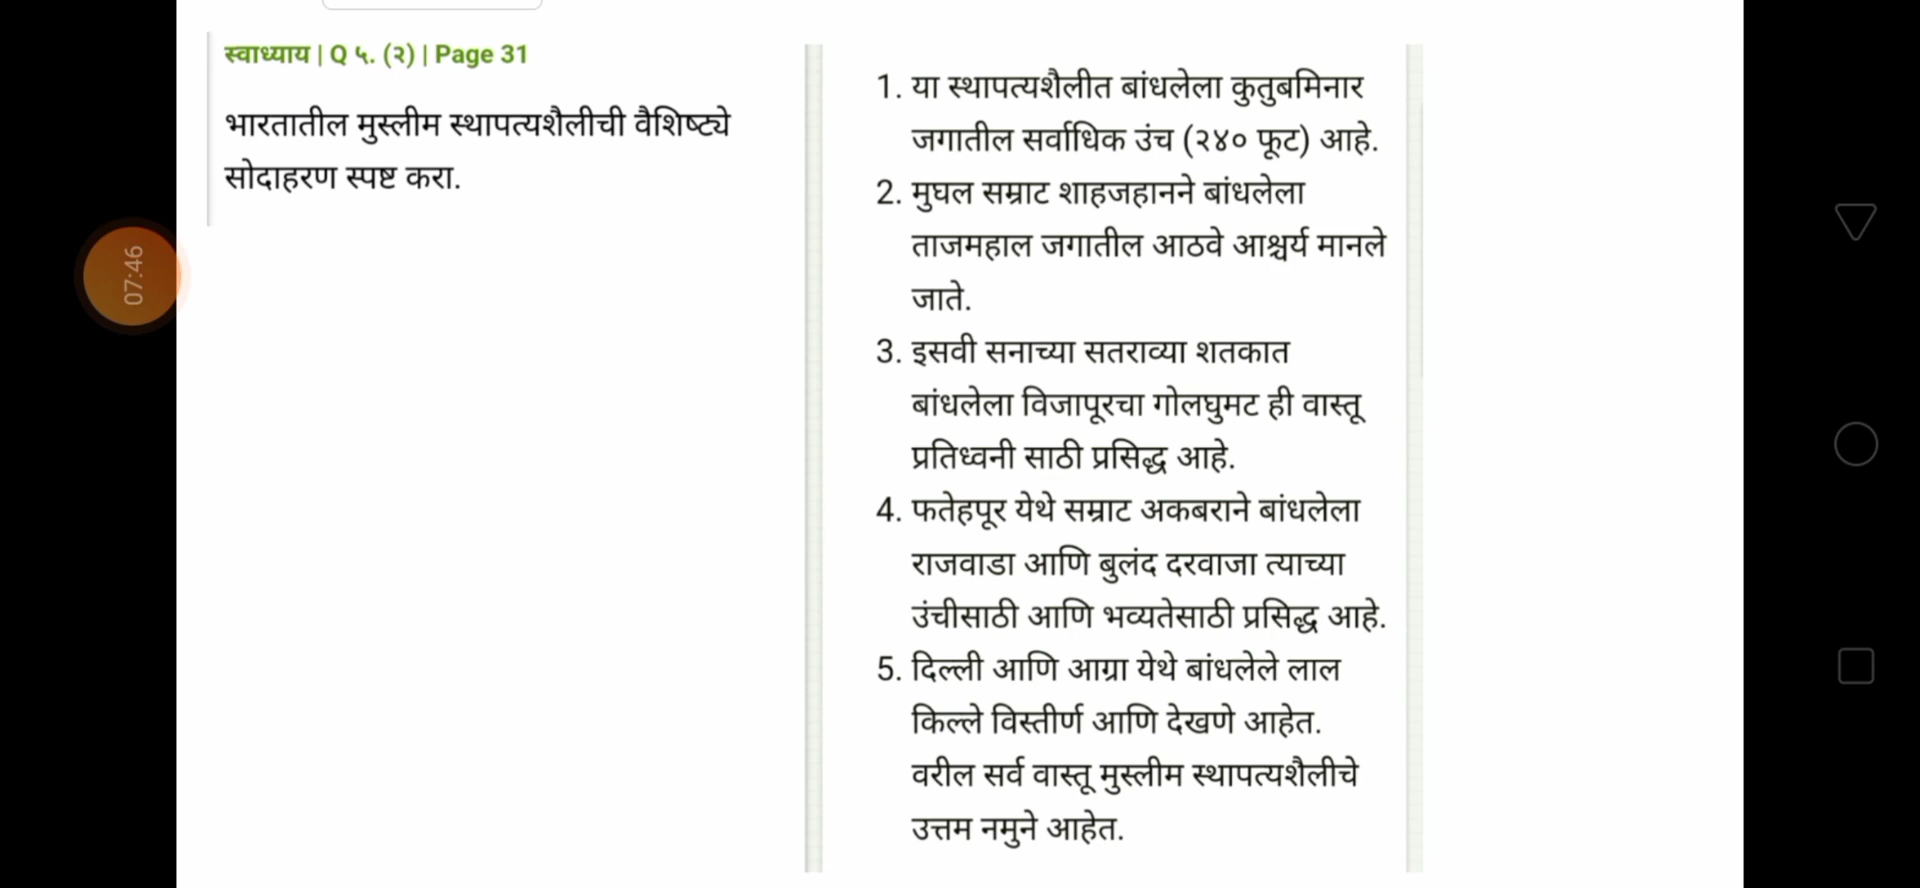 स्वाध्याय | Q ५. (२) | Page 31
भारतातील मुस्लीम स्थापत्यशैलीची वैशिष्ट्ये
सोदाहरण स्पष्ट करा.
07:46
1. या स्थापत्यशैलीत बांधलेला कुतुबमिनार
जगातील सर्वाधिक उंच (२४० फूट) आहे.
2. मुघल सम्राट शाहजहानने बांधलेला
ताजमहाल जगातील आठवे आश्चर्य मानले
जाते.
3. इसवी सनाच्या सतराव्या शतकात
बांधलेला विजापूरचा गोलघुमट ही वास्तू
प्रतिध्वनी साठी प्रसिद्ध आहे.
4. फतेहपूर येथे सम्राट अकबराने बांधलेला
राजवाडा आणि बुलंद दरवाजा त्याच्या
उंचीसाठी आणि भव्यतेसाठी प्रसिद्ध आहे.
5. दिल्ली आणि आग्रा येथे बांधलेले लाल
किल्ले विस्तीर्ण आणि देखणे आहेत.
वरील सर्व वास्तू मुस्लीम स्थापत्यशैलीचे
उत्तम नमुने आहेत.